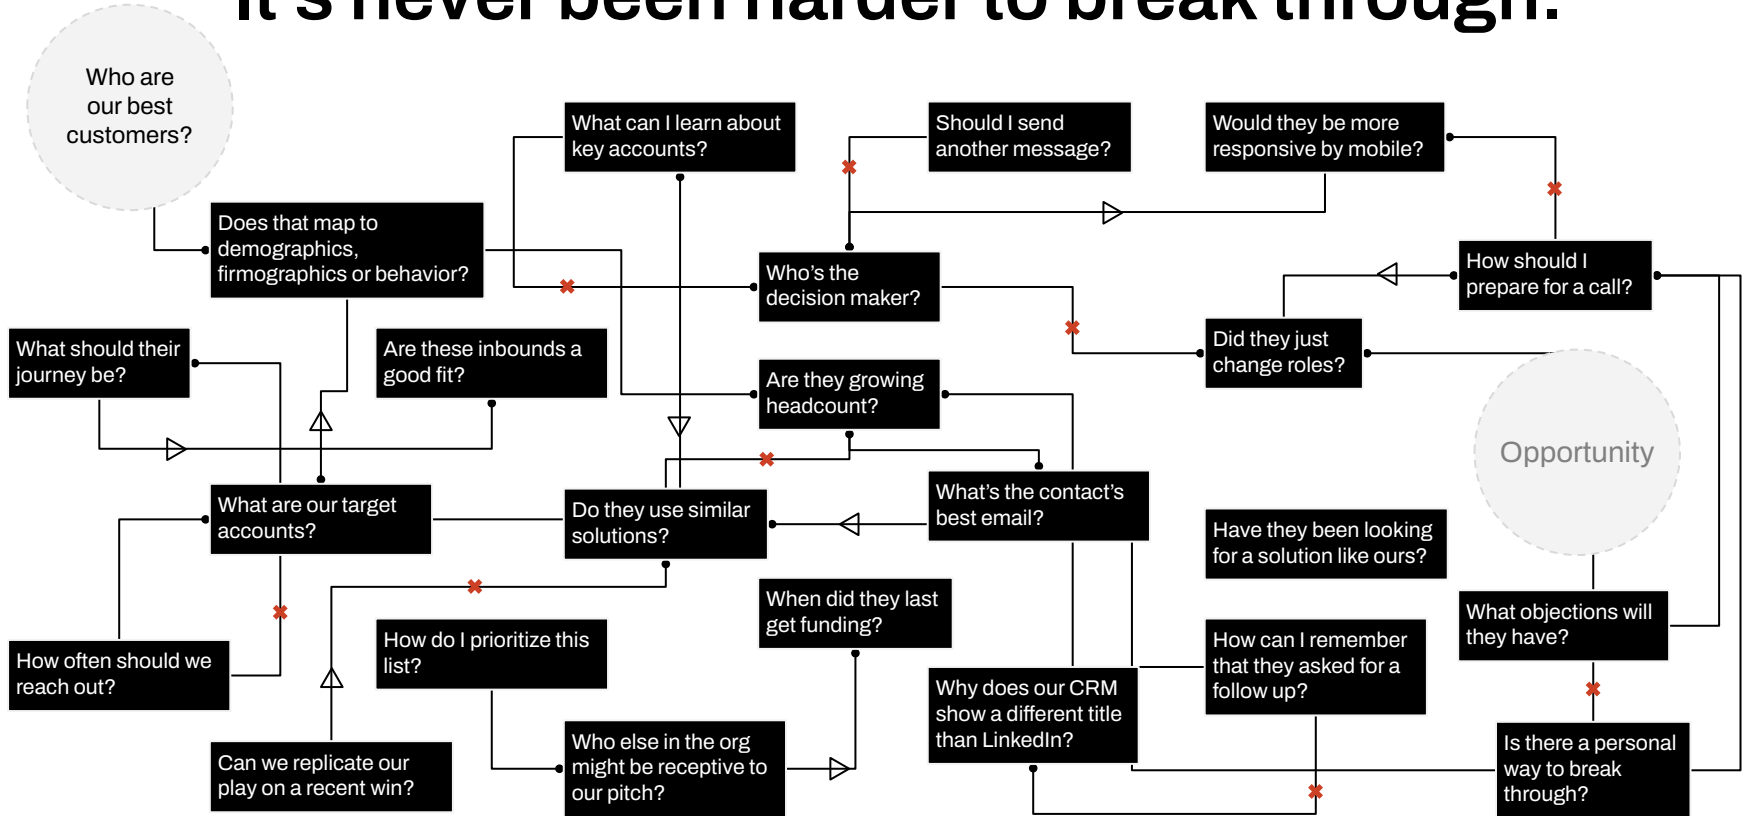 It's never been harder to break through.
Who are
our best
customers?
What can I learn about
key accounts?
Should I send
another message?
Would they be more
responsive by mobile?
Does that map to
demographics,
firmographics or behavior?
Who's the
decision maker?
How should I
prepare for a call?
What should their
journey be?
Are these inbounds a
good fit?
Are they growing
headcount?
Did they just
change roles?
Opportunity
What are our target
accounts?
Do they use similar
solutions?
What's the contact's
best email?
Have they been looking
for a solution like ours?
How often should we
reach out?
How do I prioritize this
list?
When did they last
get funding?
How can I remember
that they asked for a
follow up?
What objections will
they have?
Can we replicate our
play on a recent win?
Who else in the org
might be receptive to
our pitch?
Why does our CRM
show a different title
than LinkedIn?
Is there a personal
way to break
through?